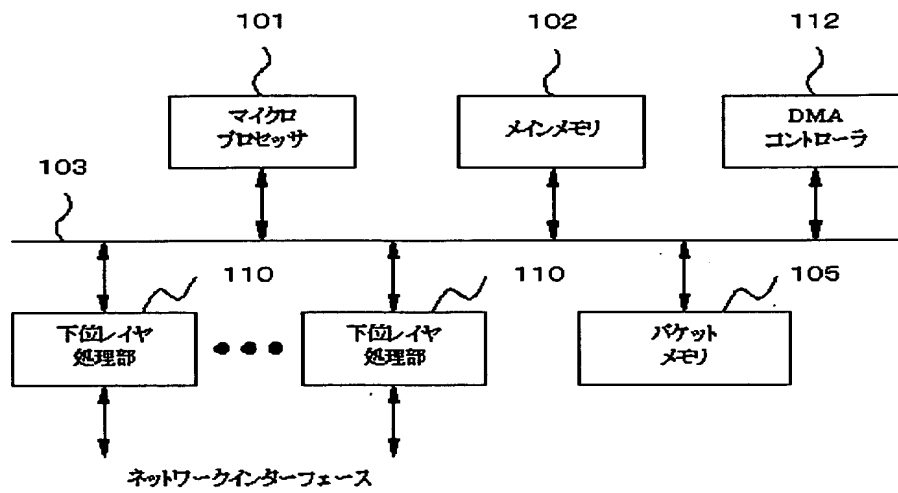 101
102
112
マイクロ
プロセッサ
メインメモリ
DMA
コントローラ
103
110
110
105
下位レイヤ
処理部
下位レイヤ
処理部
パケット
メモリ
ネットワークインターフェース